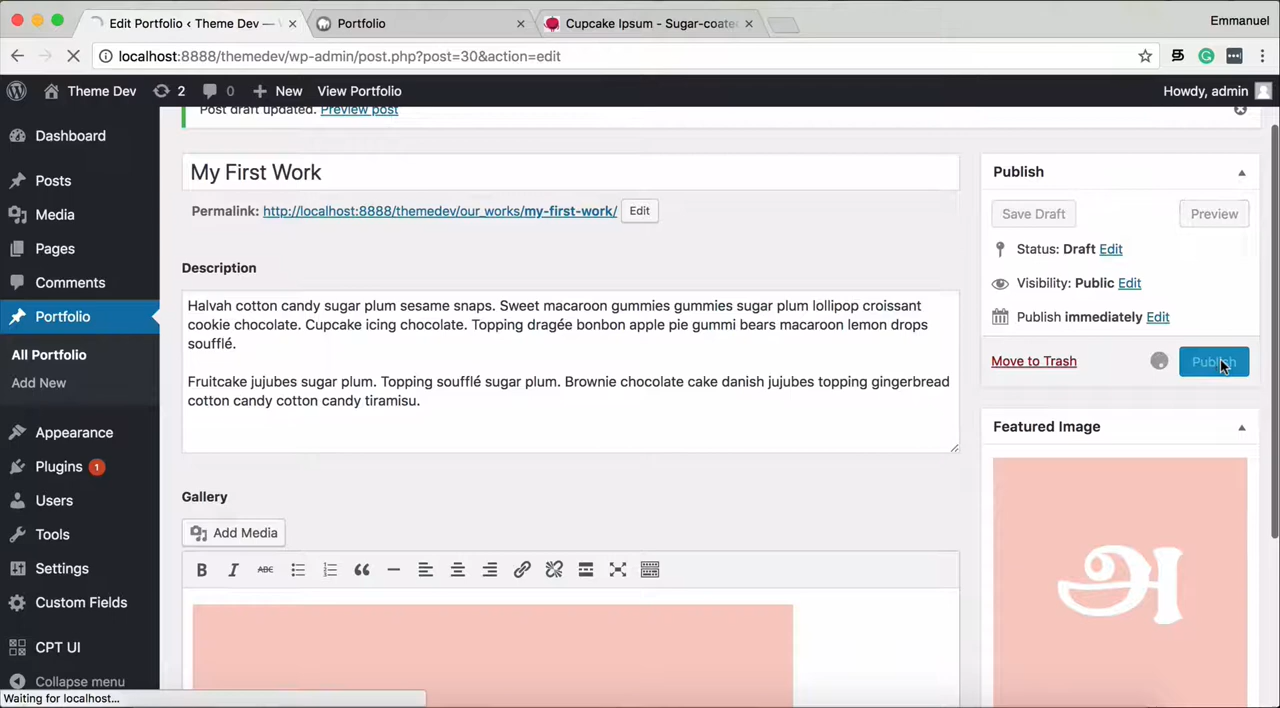 Edit Portfolio ‹ Theme Dev —
Portfolio
Cupcake Ipsum - Sugar-coate
Emmanuel
localhost:8888/themedev/wp-admin/post.php?post=30&action=edit
Theme Dev
2
0
New
View Portfolio
Howdy, admin
Post draft updated. Preview post
Dashboard
Posts
Media
Pages
Comments
Portfolio
All Portfolio
Add New
Appearance
Plugins 1
Users
Tools
Settings
Custom Fields
CPT UI
Collapse menu
My First Work
Permalink: http://localhost:8888/themedev/our_works/my-first-work/ Edit
Description
Halvah cotton candy sugar plum sesame snaps. Sweet macaroon gummies gummies sugar plum lollipop croissant
cookie chocolate. Cupcake icing chocolate. Topping dragée bonbon apple pie gummi bears macaroon lemon drops
soufflé.
Fruitcake jujubes sugar plum. Topping soufflé sugar plum. Brownie chocolate cake danish jujubes topping gingerbread
cotton candy cotton candy tiramisu.
Gallery
Add Media
B I ABC
Publish
Save Draft
Preview
Status: Draft Edit
Visibility: Public Edit
Publish immediately Edit
Move to Trash
Publish
Featured Image
அ
Waiting for localhost...